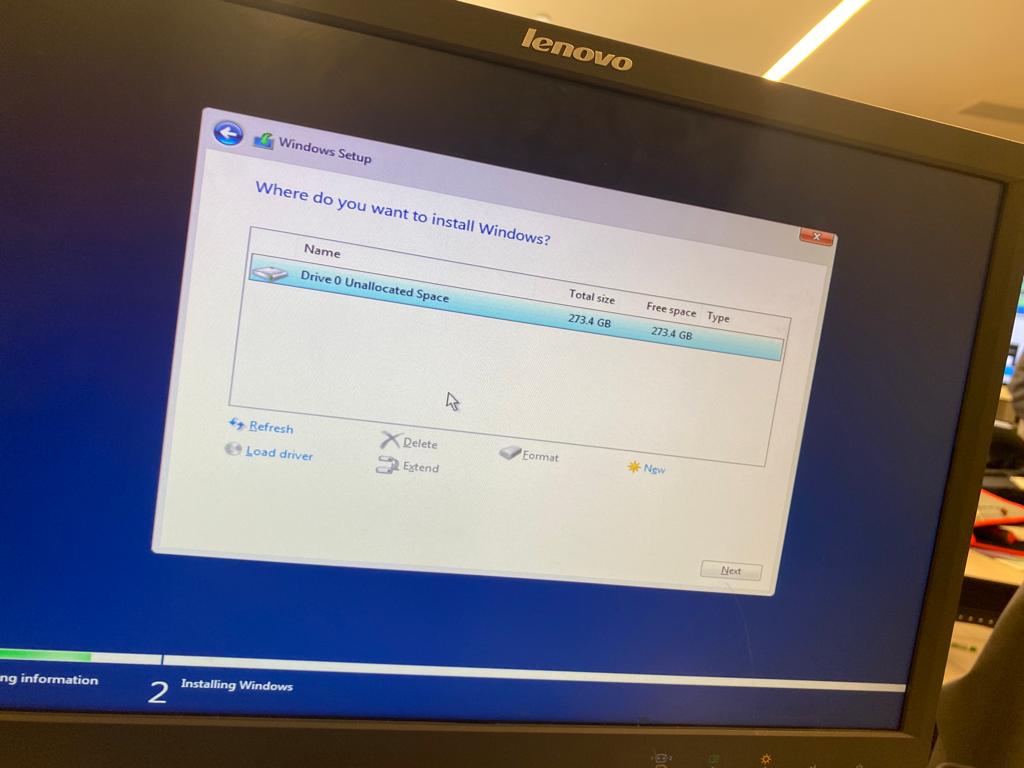 lenovo
Windows Setup
Where do you want to install Windows?
Name Total size Free space Type
Drive 0 Unallocated Space 273.4 GB 273.4 GB
Refresh Delete Format New
Load driver Extend
Next
ng information 2 Installing Windows